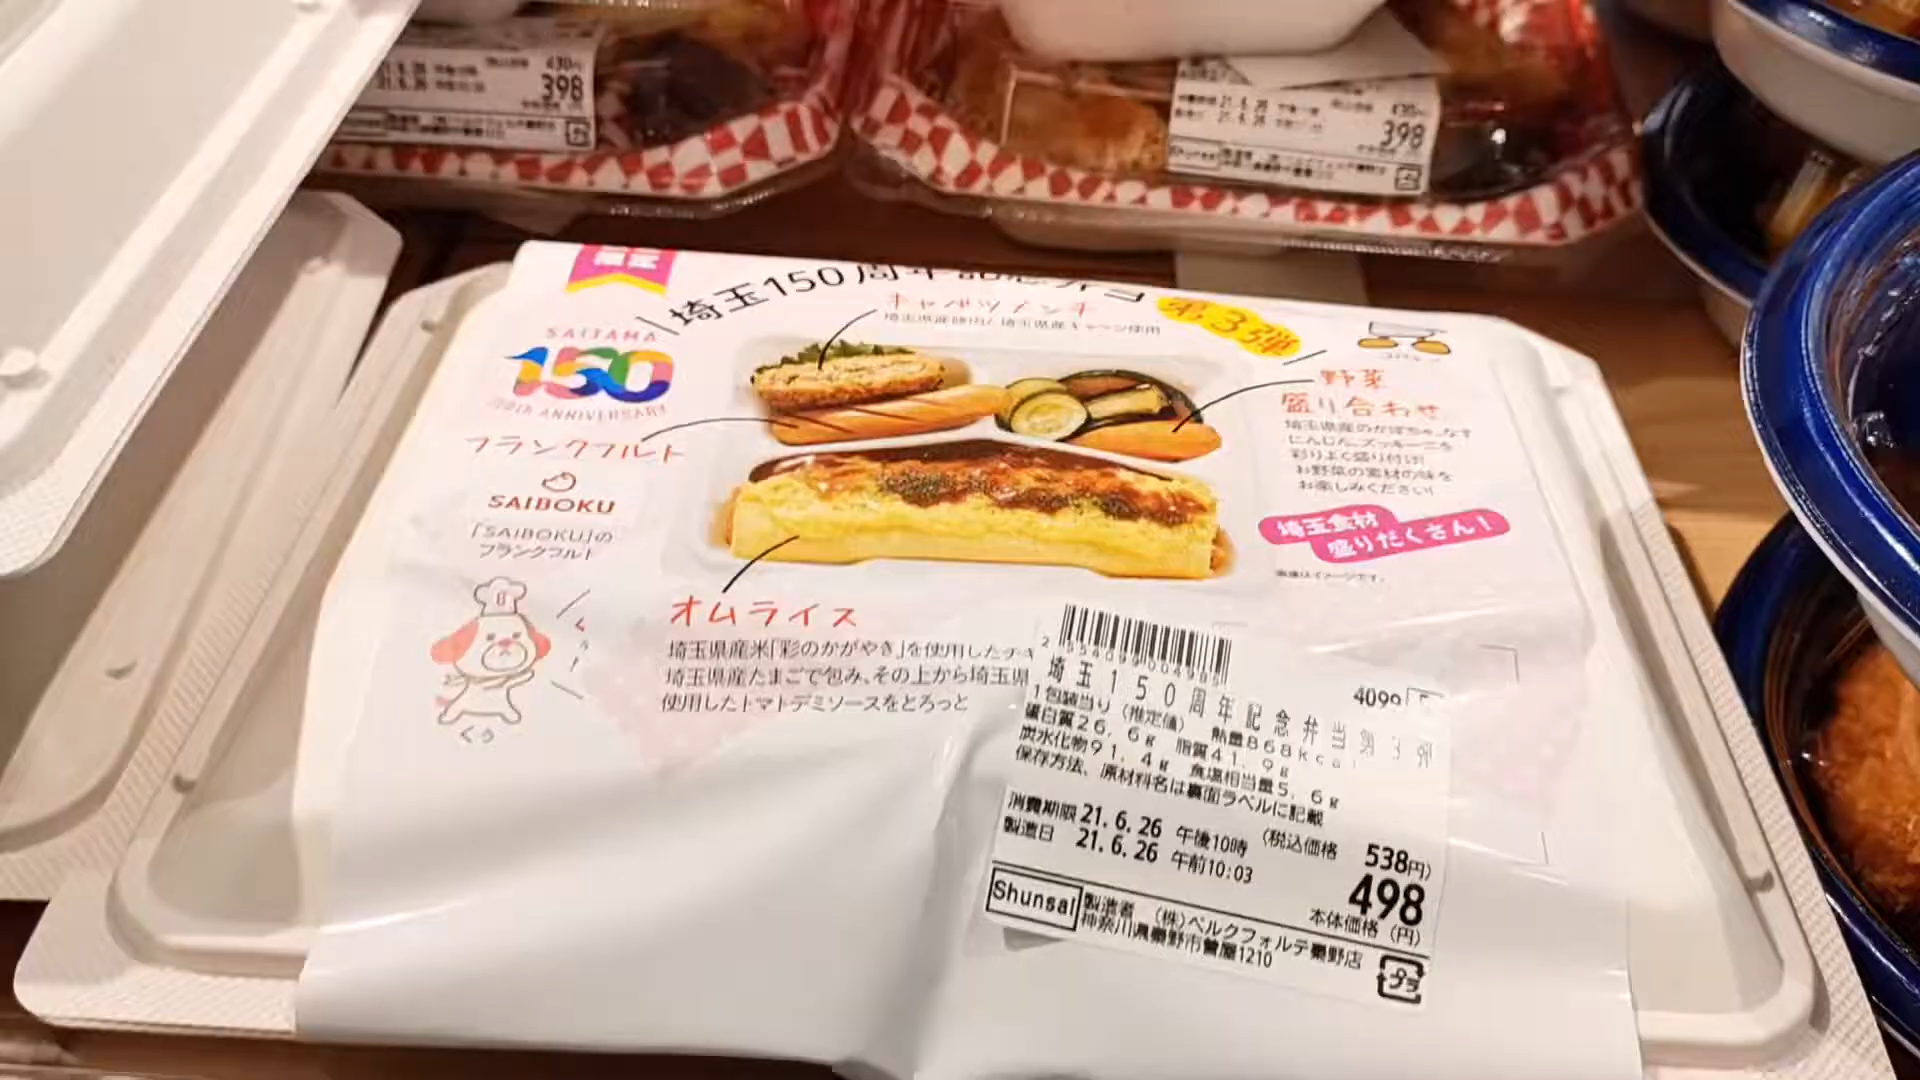 398
398
限定
埼玉150周年記念弁当
第3弾
SAITAMA
150
150th ANNIVERSARY
キャベツメンチ
野菜
盛り合わせ
埼玉県産のかぼちゃ、なす
にんじん、ズッキーニを
彩りよく盛り付け!
お野菜の素材の味を
お楽しみください!
フランクフルト
SAIBOKU
「SAIBOKU」の
フランクフルト
埼玉食材
盛りだくさん!
画像はイメージです。
オムライス
埼玉県産米「彩のかがやき」を使用したチキ
埼玉県産たまごで包み、その上から埼玉県
使用したトマトデミソースをとろっと
くぅ
くぅ!
4099
埼玉150周年記念弁当第3弾
1包装当り(推定値) 熱量868kcal
蛋白質26.6g 脂質41.9g
炭水化物91.4g 食塩相当量5.6g
保存方法、原材料名は裏面ラベルに記載
消費期限 21.6.26 午後10時 (税込価格 538円)
製造日 21.6.26 午前10:03 498
本体価格(円)
Shunsai 製造者 (株)ベルクフォルテ秦野店
神奈川県秦野市曽屋1210
プラ